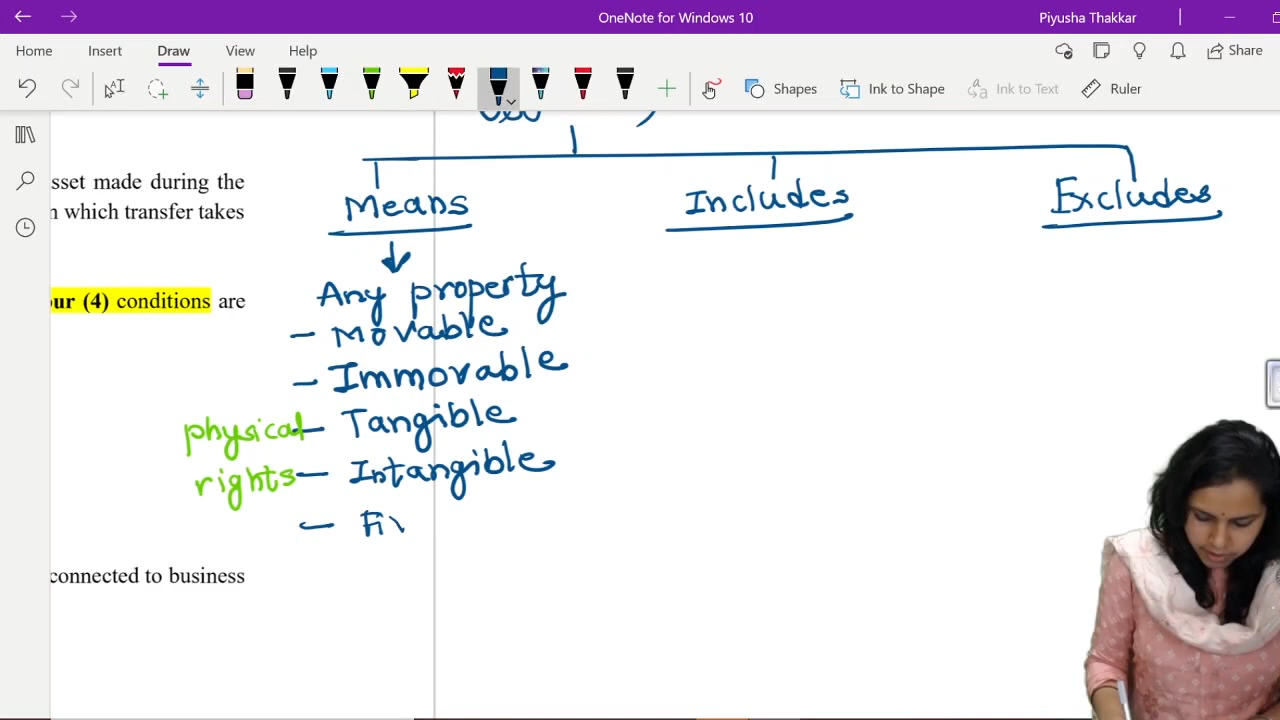 OneNote for Windows 10
Piyusha Thakkar
Home Insert Draw View Help
Share
Shapes
Ink to Shape
Ink to Text
Ruler
sset made during the
n which transfer takes
ur (4) conditions are
connected to business
Means Includes Excludes
Any property
- Movable
- Immovable
physical - Tangible
rights - Intangible